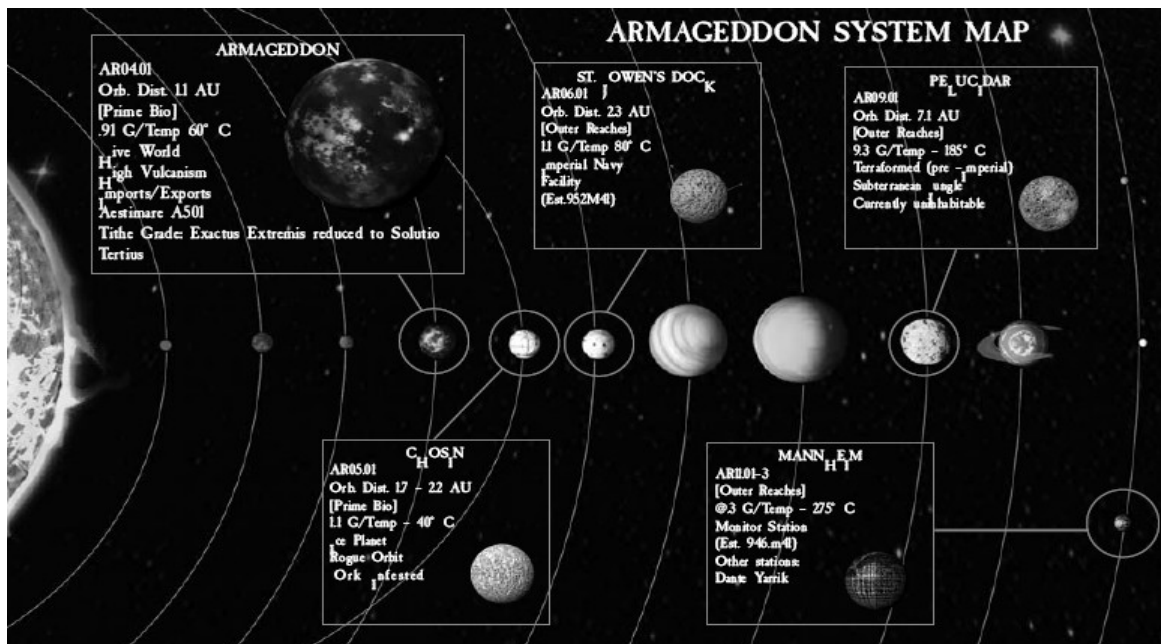 ARMAGEDDON SYSTEM MAP
ARMAGEDDON
AR04.01
Orb. Dist. 1.1 AU
[Prime Bio]
.91 G/Temp 60° C
Hive World
High Vulcanism
Imports/Exports
Aestimare A501
Tithe Grade: Exactus Extremis reduced to Solutio
Tertius
ST. JOWEN'S DOCK
AR06.01
Orb. Dist. 2.3 AU
[Outer Reaches]
1.1 G/Temp 80° C
Imperial Navy
Facility
(Est.952M41)
PELUCIDAR
AR09.01
Orb. Dist. 7.1 AU
[Outer Reaches]
9.3 G/Temp - 185° C
Terraformed (pre - Imperial)
Subterranean Jungle
Currently uninhabitable
CHOSIN
AR05.01
Orb. Dist. 1.7 - 2.2 AU
[Prime Bio]
1.1 G/Temp - 40° C
Ice Planet
Rogue Orbit
Ork Infested
MANNHEIM
AR11.01-3
[Outer Reaches]
@.3 G/Temp - 275° C
Monitor Station
(Est. 946.m41)
Other stations:
Dante Yarrik